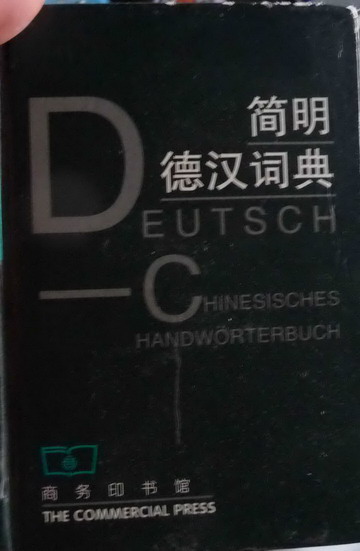 简明
德汉词典
DEUTSCH
—CHINESISCHES
HANDWÖRTERBUCH
商务印书馆
THE COMMERCIAL PRESS